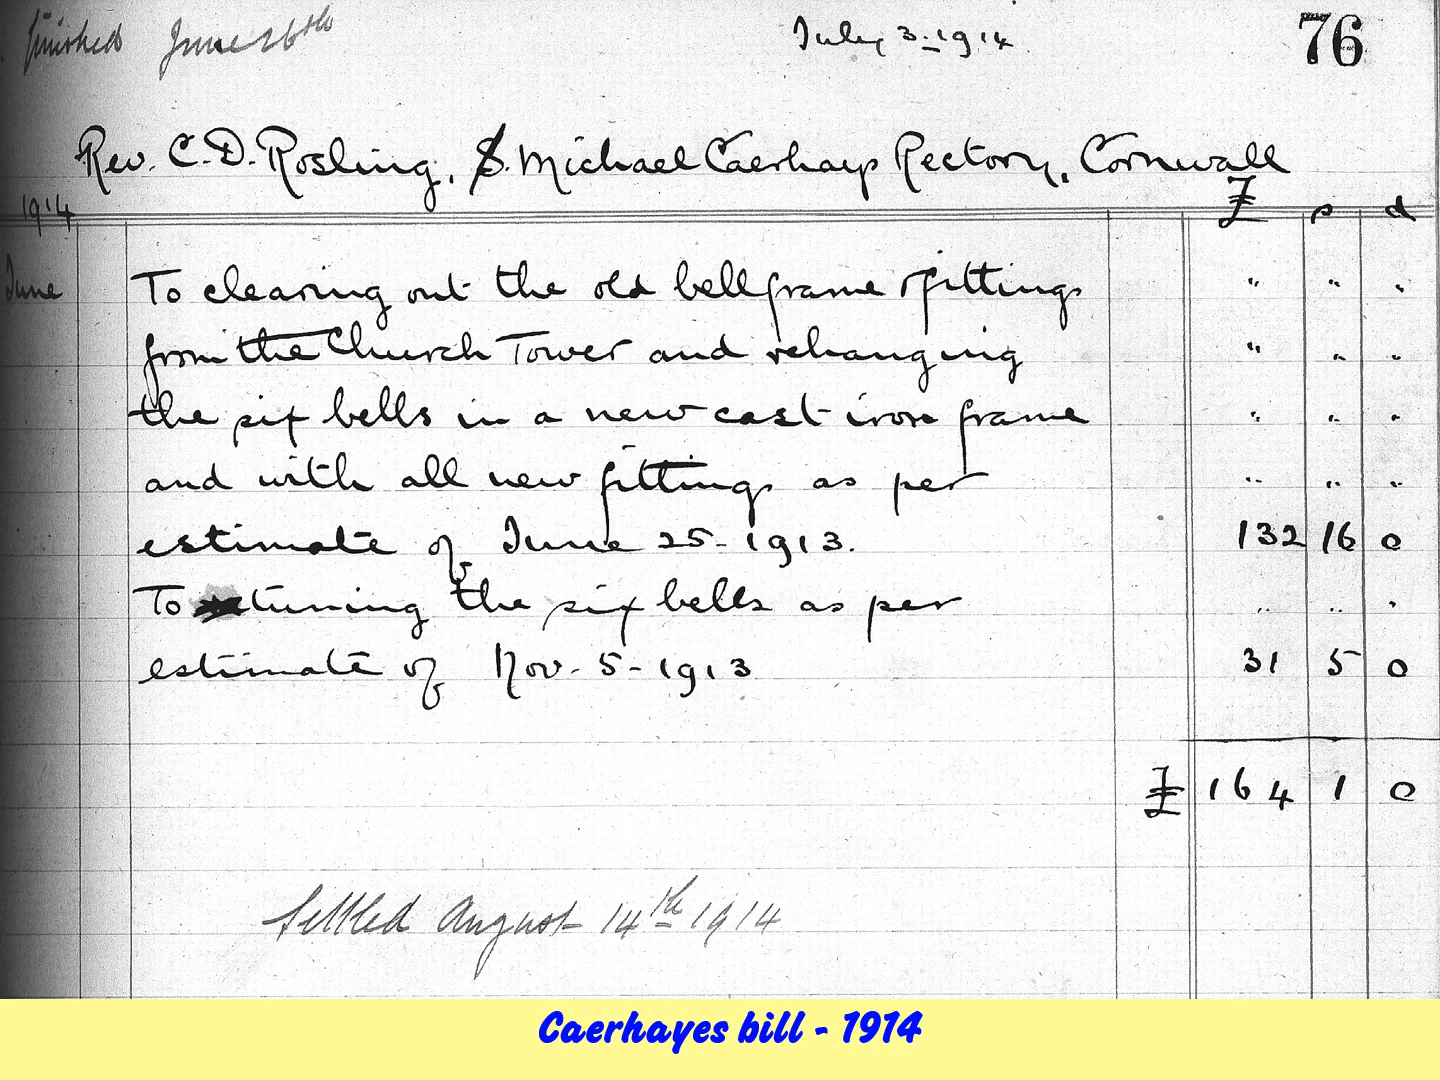 finished June 26th
July 3-1914
76
Rev. C. D. Rosling, S. Michael Caerhays Rectory, Cornwall
1914
£ s d
June To clearing out the old bellframe & fittings " " "
from the Church Tower and rehanging " " "
the six bells in a new cast iron frame " " "
and with all new fittings as per " " "
estimate of June 25-1913. 132 16 0
To tuning the six bells as per " " "
estimate of Nov. 5-1913 31 5 0
£ 164 1 0
Settled August 14th 1914
Caerhayes bill - 1914